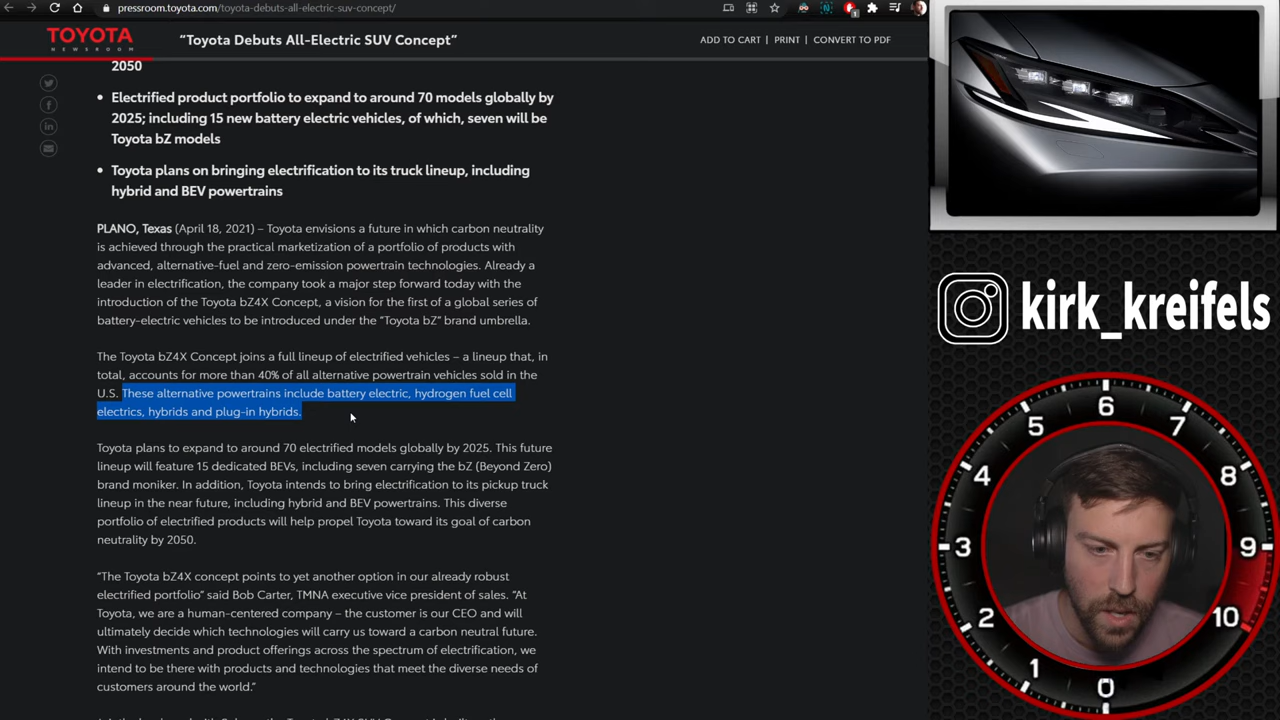 pressroom.toyota.com/toyota-debuts-all-electric-suv-concept/
TOYOTA
NEWSROOM
“Toyota Debuts All-Electric SUV Concept”
ADD TO CART | PRINT | CONVERT TO PDF
2050
• Electrified product portfolio to expand to around 70 models globally by
2025; including 15 new battery electric vehicles, of which, seven will be
Toyota bZ models
• Toyota plans on bringing electrification to its truck lineup, including
hybrid and BEV powertrains
PLANO, Texas (April 18, 2021) – Toyota envisions a future in which carbon neutrality
is achieved through the practical marketization of a portfolio of products with
advanced, alternative-fuel and zero-emission powertrain technologies. Already a
leader in electrification, the company took a major step forward today with the
introduction of the Toyota bZ4X Concept, a vision for the first of a global series of
battery-electric vehicles to be introduced under the “Toyota bZ” brand umbrella.
The Toyota bZ4X Concept joins a full lineup of electrified vehicles – a lineup that, in
total, accounts for more than 40% of all alternative powertrain vehicles sold in the
U.S. These alternative powertrains include battery electric, hydrogen fuel cell
electrics, hybrids and plug-in hybrids.
Toyota plans to expand to around 70 electrified models globally by 2025. This future
lineup will feature 15 dedicated BEVs, including seven carrying the bZ (Beyond Zero)
brand moniker. In addition, Toyota intends to bring electrification to its pickup truck
lineup in the near future, including hybrid and BEV powertrains. This diverse
portfolio of electrified products will help propel Toyota toward its goal of carbon
neutrality by 2050.
“The Toyota bZ4X concept points to yet another option in our already robust
electrified portfolio” said Bob Carter, TMNA executive vice president of sales. “At
Toyota, we are a human-centered company – the customer is our CEO and will
ultimately decide which technologies will carry us toward a carbon neutral future.
With investments and product offerings across the spectrum of electrification, we
intend to be there with products and technologies that meet the diverse needs of
customers around the world.”
kirk_kreifels
6
5 7
4 8
3 9
2 10
1
0